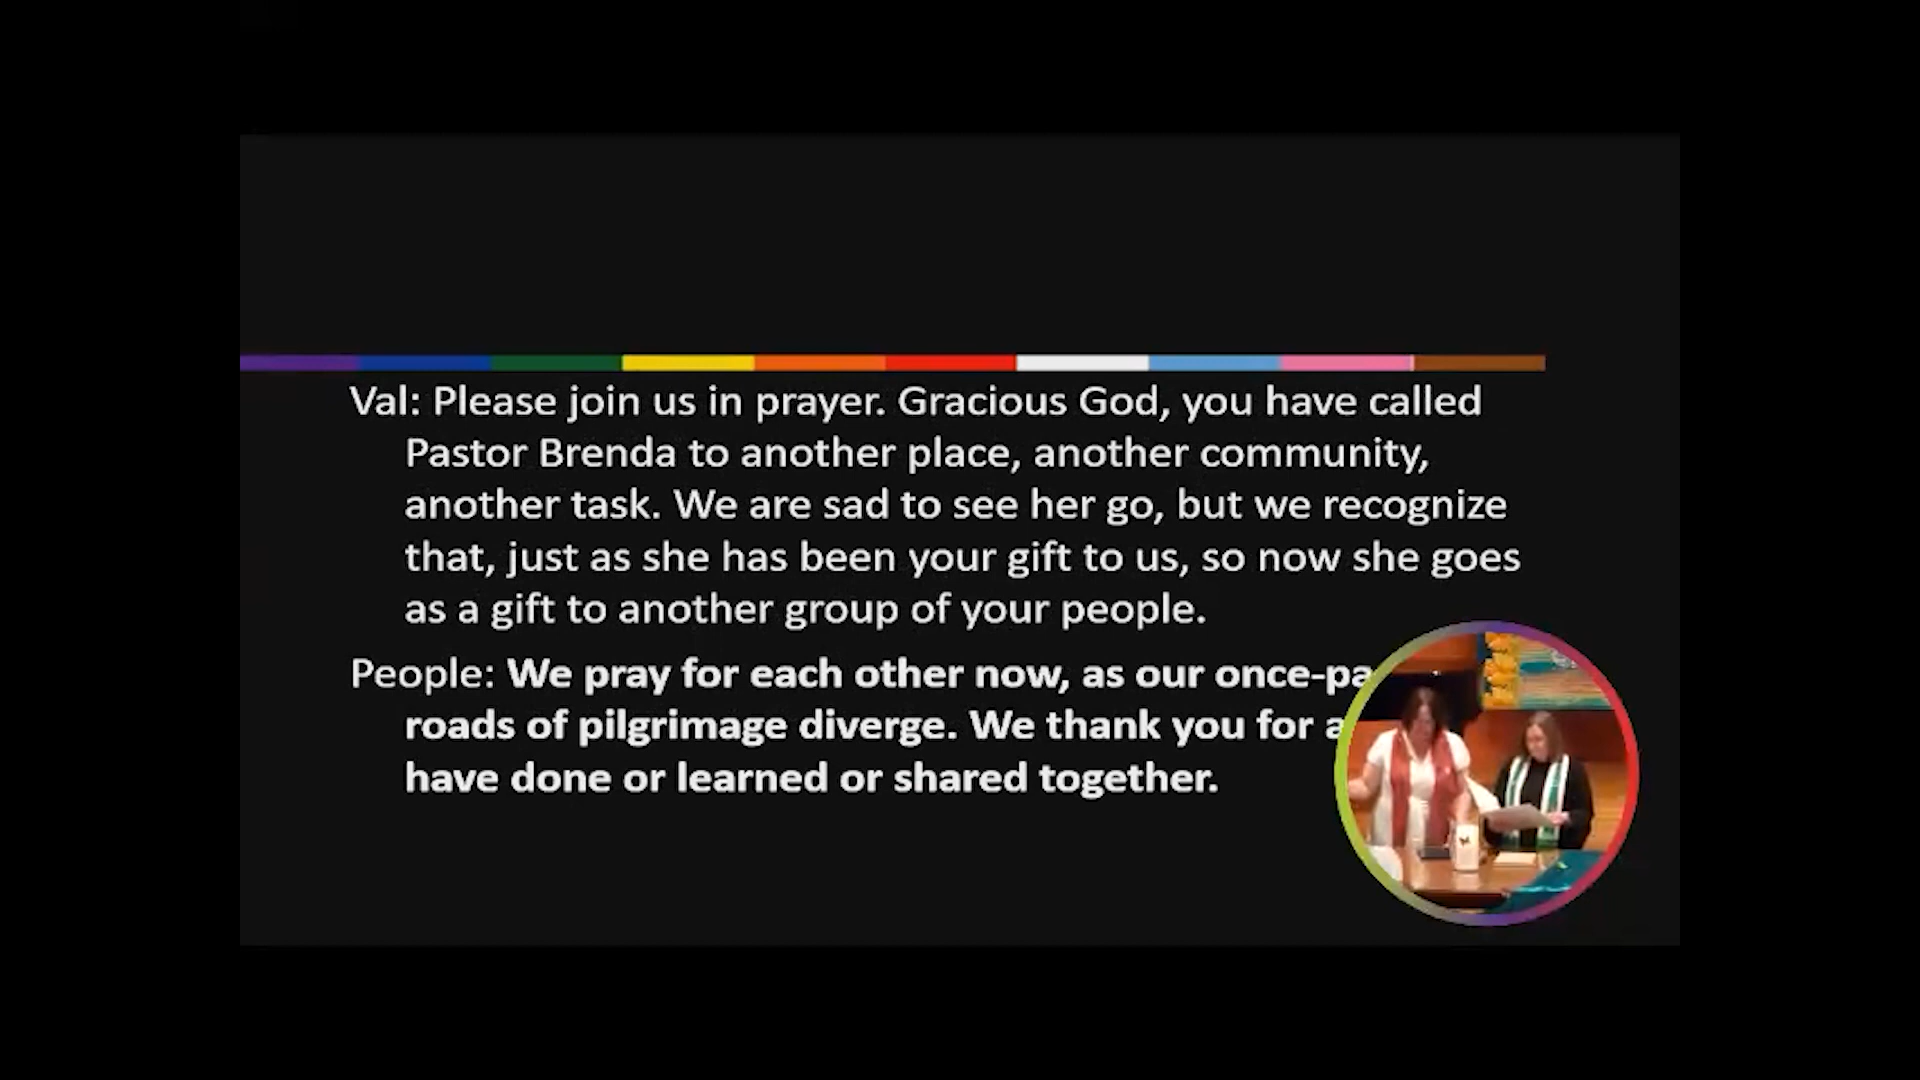 Val: Please join us in prayer. Gracious God, you have called
Pastor Brenda to another place, another community,
another task. We are sad to see her go, but we recognize
that, just as she has been your gift to us, so now she goes
as a gift to another group of your people.
People: We pray for each other now, as our
roads of pilgrimage diverge. We thank you for
have done or learned or shared together.